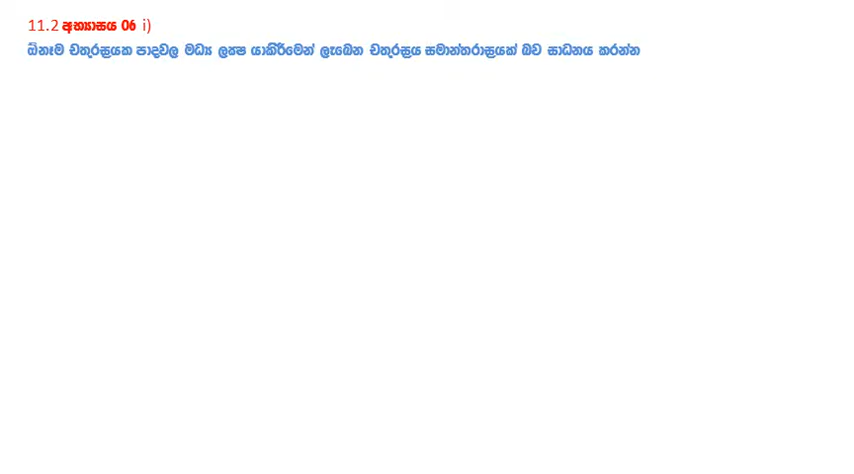 11.2 අභ්‍යාසය 06 i)
ඕනෑම චතුරස්‍රයක පාදවල මධ්‍ය ලක්ෂ යාකිරීමෙන් ලැබෙන චතුරස්‍රය සමාන්තරාස්‍රයක් බව සාධනය කරන්න